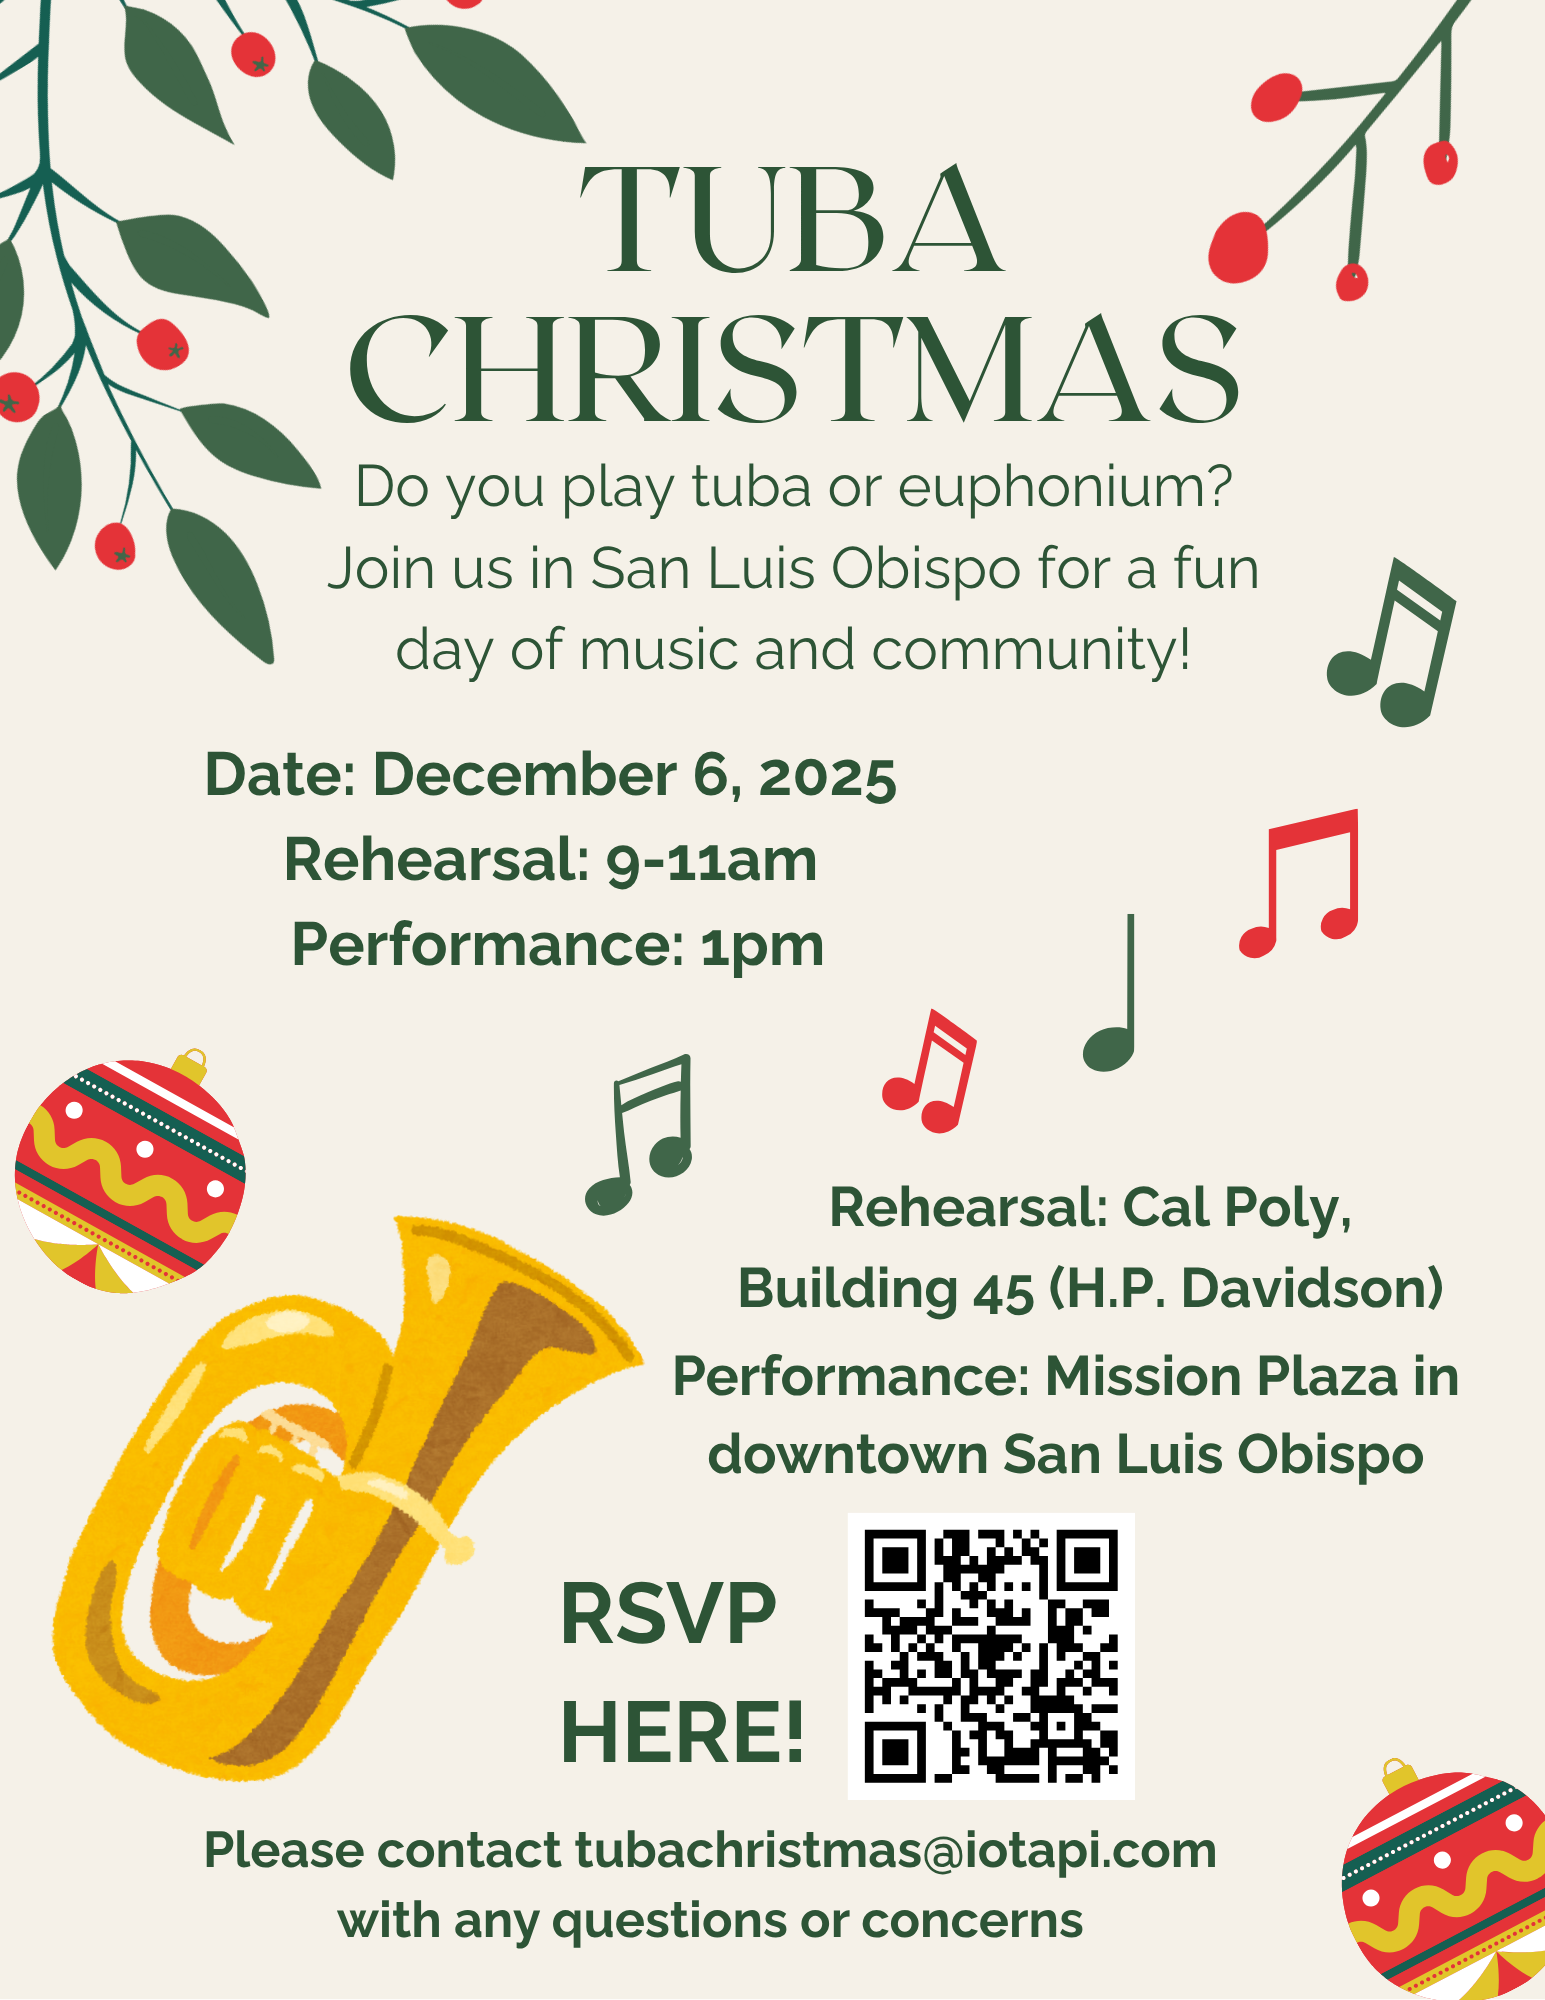 TUBA
CHRISTMAS
Do you play tuba or euphonium?
Join us in San Luis Obispo for a fun
day of music and community!
Date: December 6, 2025
Rehearsal: 9-11am
Performance: 1pm
Rehearsal: Cal Poly,
Building 45 (H.P. Davidson)
Performance: Mission Plaza in
downtown San Luis Obispo
RSVP
HERE!
Please contact tubachristmas@iotapi.com
with any questions or concerns